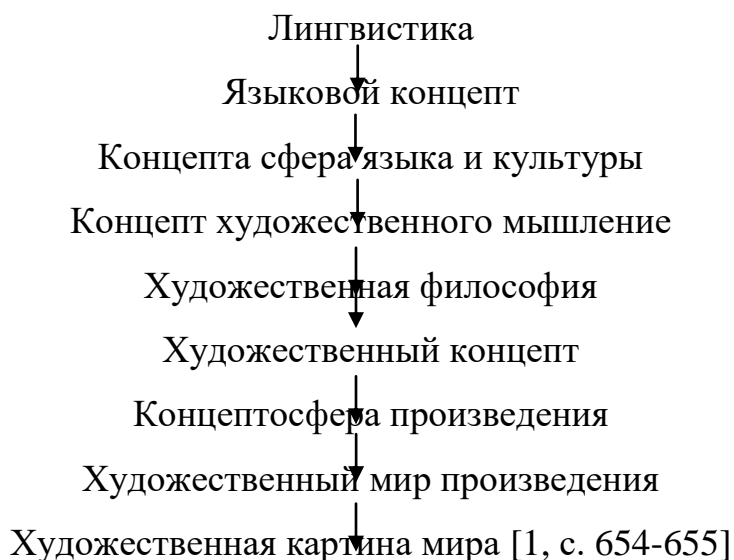 Лингвистика
Языковой концепт
Концепта сфера языка и культуры
Концепт художественного мышление
Художественная философия
Художественный концепт
Концептосфера произведения
Художественный мир произведения
Художественная картина мира [1, с. 654-655]